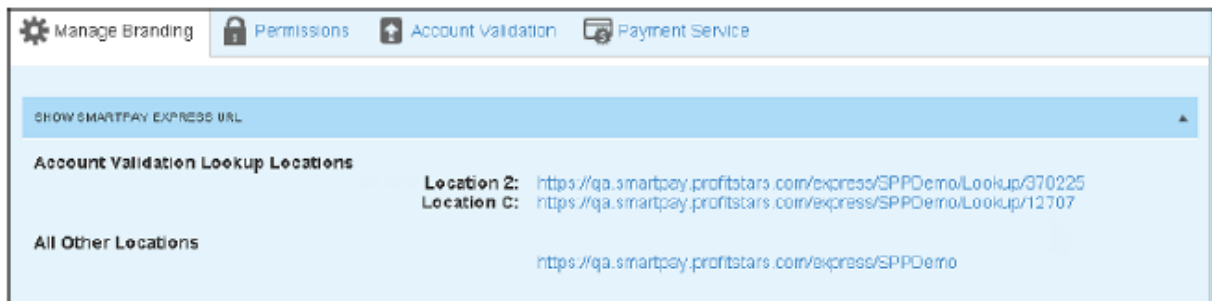 Manage Branding Permissions Account Validation Payment Service
SHOW SMARTPAY EXPRESS URL
Account Validation Lookup Locations
Location 2: https://qa.smartpay.profitstars.com/express/SPPDemo/Lookup/370225
Location C: https://qa.smartpay.profitstars.com/express/SPPDemo/Lookup/12707
All Other Locations
https://qa.smartpay.profitstars.com/express/SPPDemo